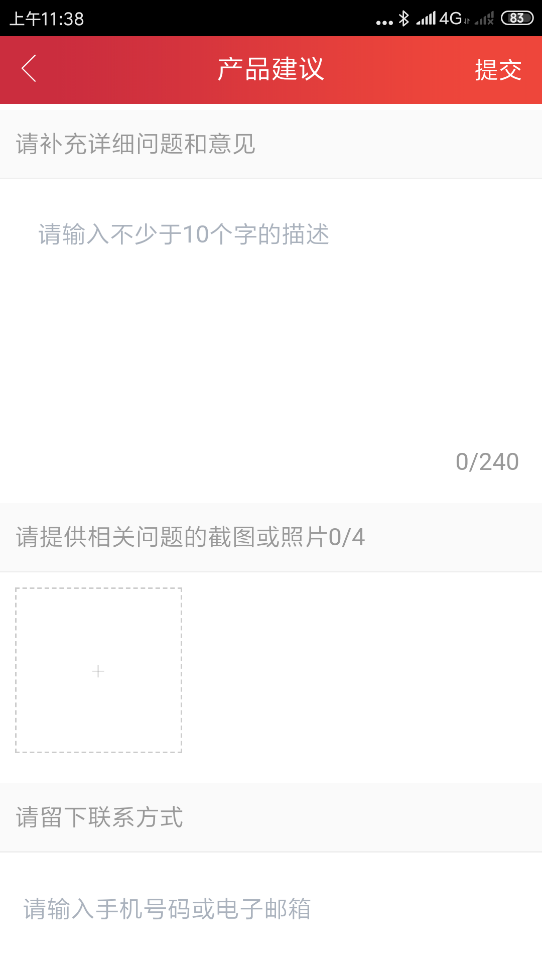 上午11:38
4G
83
产品建议
提交
请补充详细问题和意见
请输入不少于10个字的描述
0/240
请提供相关问题的截图或照片0/4
请留下联系方式
请输入手机号码或电子邮箱